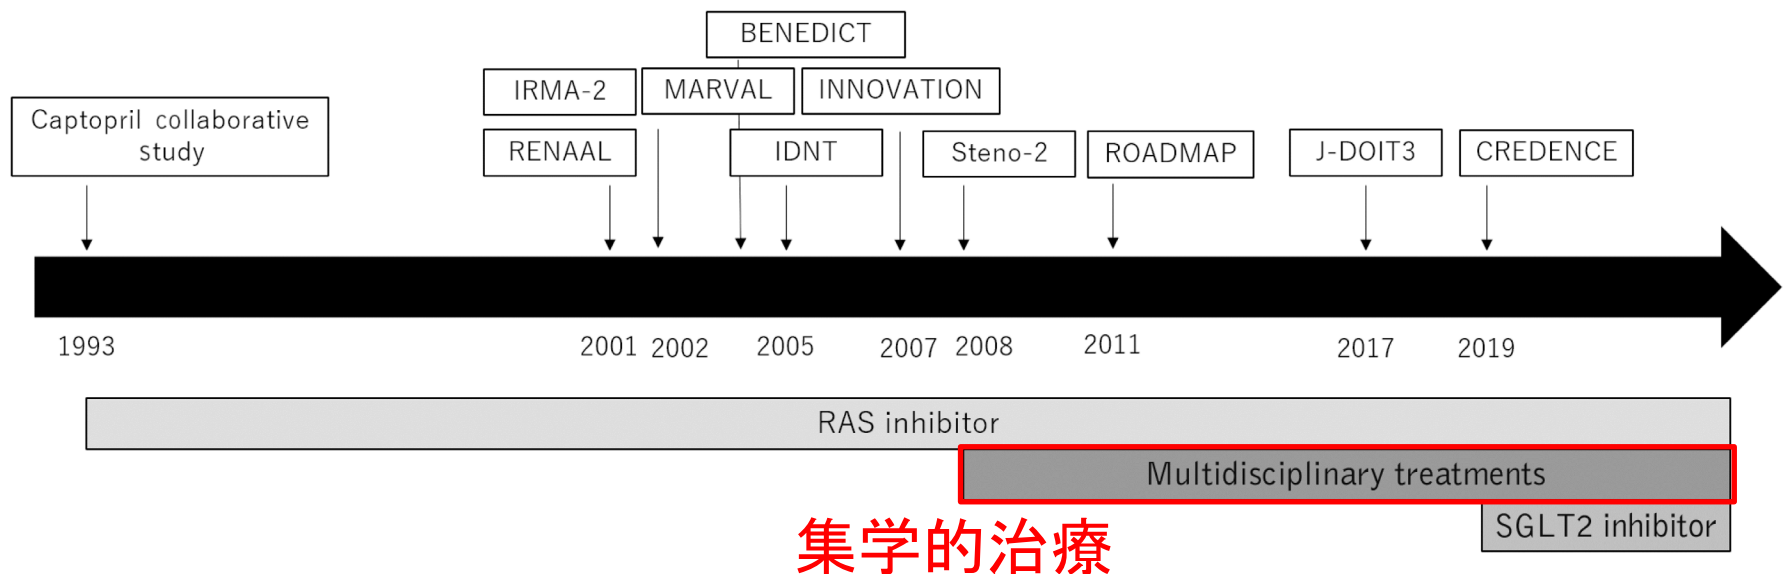 BENEDICT
IRMA-2
MARVAL
INNOVATION
Captopril collaborative
study
RENAAL
IDNT
Steno-2
ROADMAP
J-DOIT3
CREDENCE
1993
2001
2002
2005
2007
2008
2011
2017
2019
RAS inhibitor
Multidisciplinary treatments
SGLT2 inhibitor
集学的治療